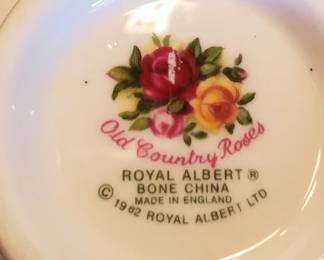 Old Country Roses
ROYAL ALBERT ®
BONE CHINA
MADE IN ENGLAND
© 1962 ROYAL ALBERT LTD